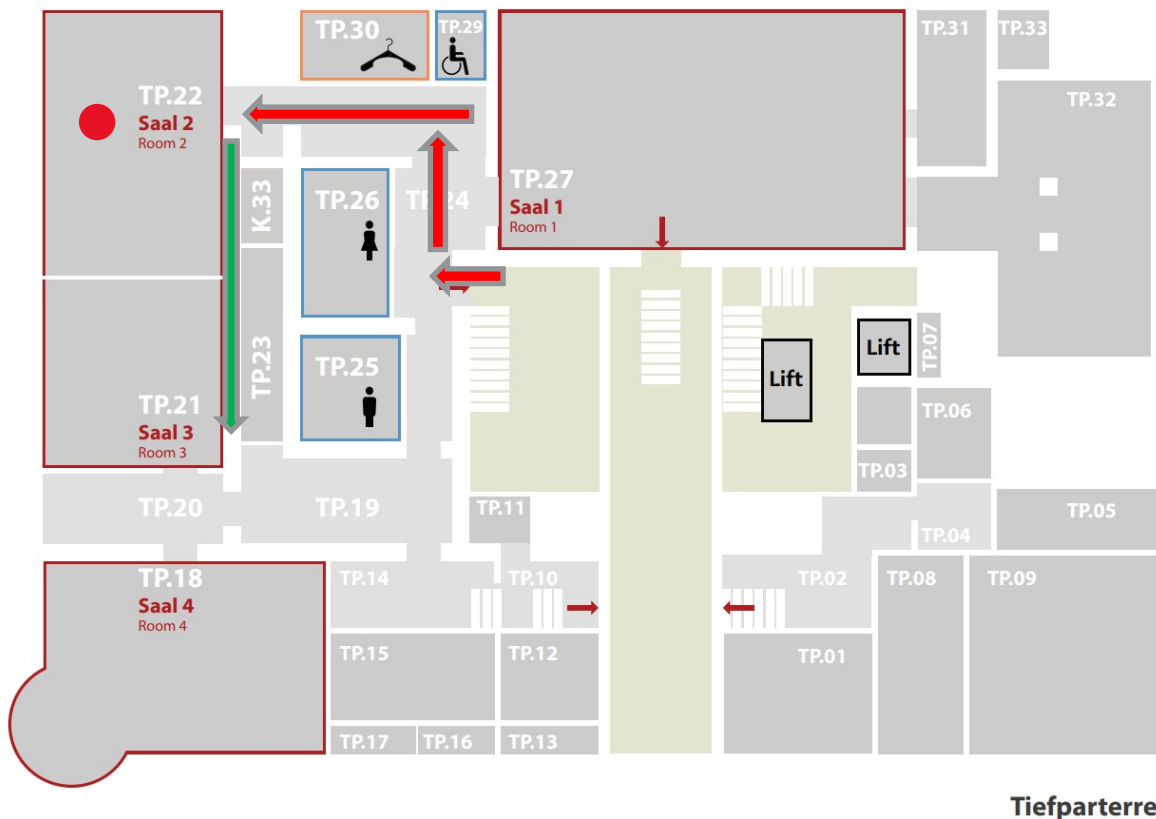 TP.30
TP.29
TP.31
TP.33
TP.22
Saal 2
Room 2
TP.32
TP.27
Saal 1
Room 1
K.33
TP.26
TP.24
TP.23
TP.25
Lift
Lift
TP.07
TP.21
Saal 3
Room 3
TP.06
TP.03
TP.20
TP.19
TP.11
TP.05
TP.04
TP.18
Saal 4
Room 4
TP.14
TP.10
TP.02
TP.08
TP.09
TP.15
TP.12
TP.01
TP.17
TP.16
TP.13
Tiefparterre